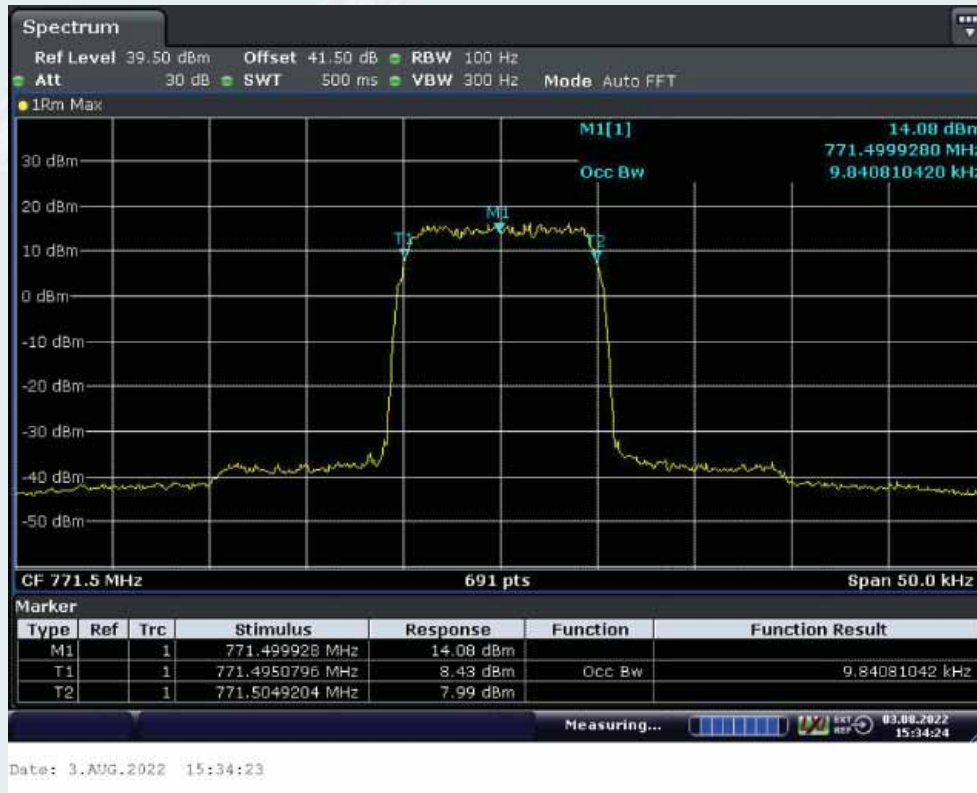 Spectrum
Ref Level 39.50 dBm Offset 41.50 dB RBW 100 Hz
Att 30 dB SWT 500 ms VBW 300 Hz Mode Auto FFT
1Rm Max
M1[1] 14.08 dBm
771.4999280 MHz
30 dBm
Occ Bw 9.840810420 kHz
20 dBm
M1
T1
T2
10 dBm
0 dBm
-10 dBm
-20 dBm
-30 dBm
-40 dBm
-50 dBm
CF 771.5 MHz 691 pts Span 50.0 kHz
Marker
Type Ref Trc Stimulus Response Function Function Result
M1 1 771.499928 MHz 14.08 dBm
T1 1 771.4950796 MHz 8.43 dBm Occ Bw 9.84081042 kHz
T2 1 771.5049204 MHz 7.99 dBm
Measuring... EXT REF 03.08.2022
15:34:24
Date: 3.AUG.2022 15:34:23